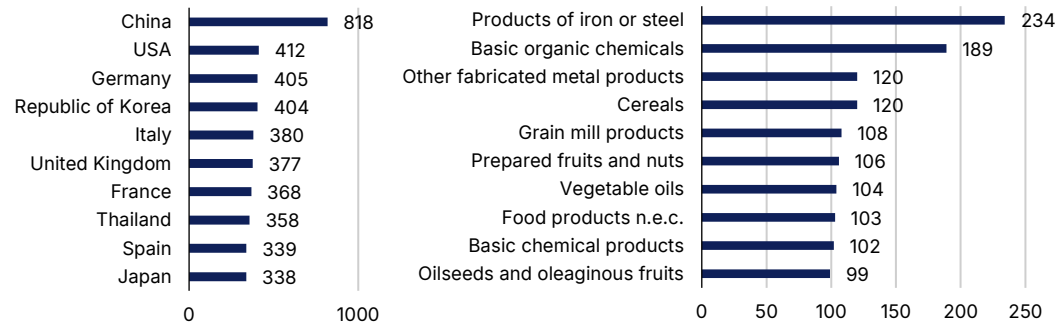 China 818
USA 412
Germany 405
Republic of Korea 404
Italy 380
United Kingdom 377
France 368
Thailand 358
Spain 339
Japan 338
0 1000
Products of iron or steel 234
Basic organic chemicals 189
Other fabricated metal products 120
Cereals 120
Grain mill products 108
Prepared fruits and nuts 106
Vegetable oils 104
Food products n.e.c. 103
Basic chemical products 102
Oilseeds and oleaginous fruits 99
0 50 100 150 200 250